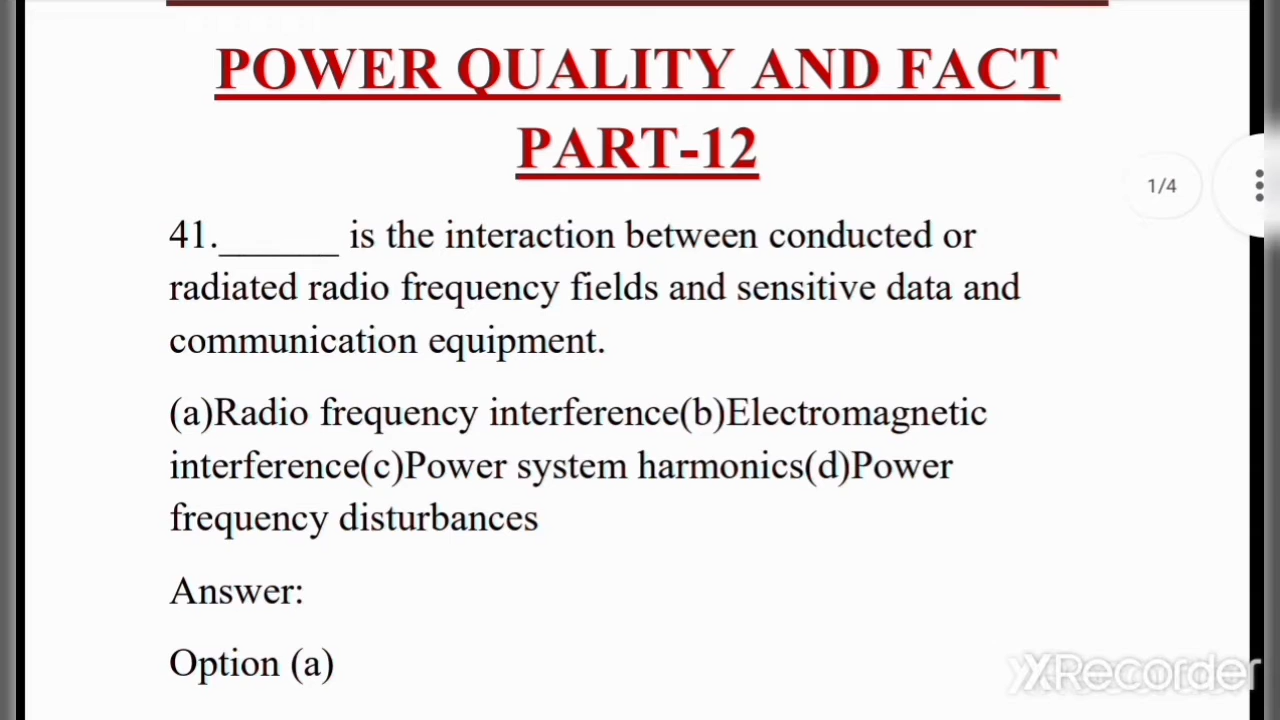 POWER QUALITY AND FACT
PART-12
1/4
41.______ is the interaction between conducted or
radiated radio frequency fields and sensitive data and
communication equipment.
(a)Radio frequency interference(b)Electromagnetic
interference(c)Power system harmonics(d)Power
frequency disturbances
Answer:
Option (a)
XRecorder